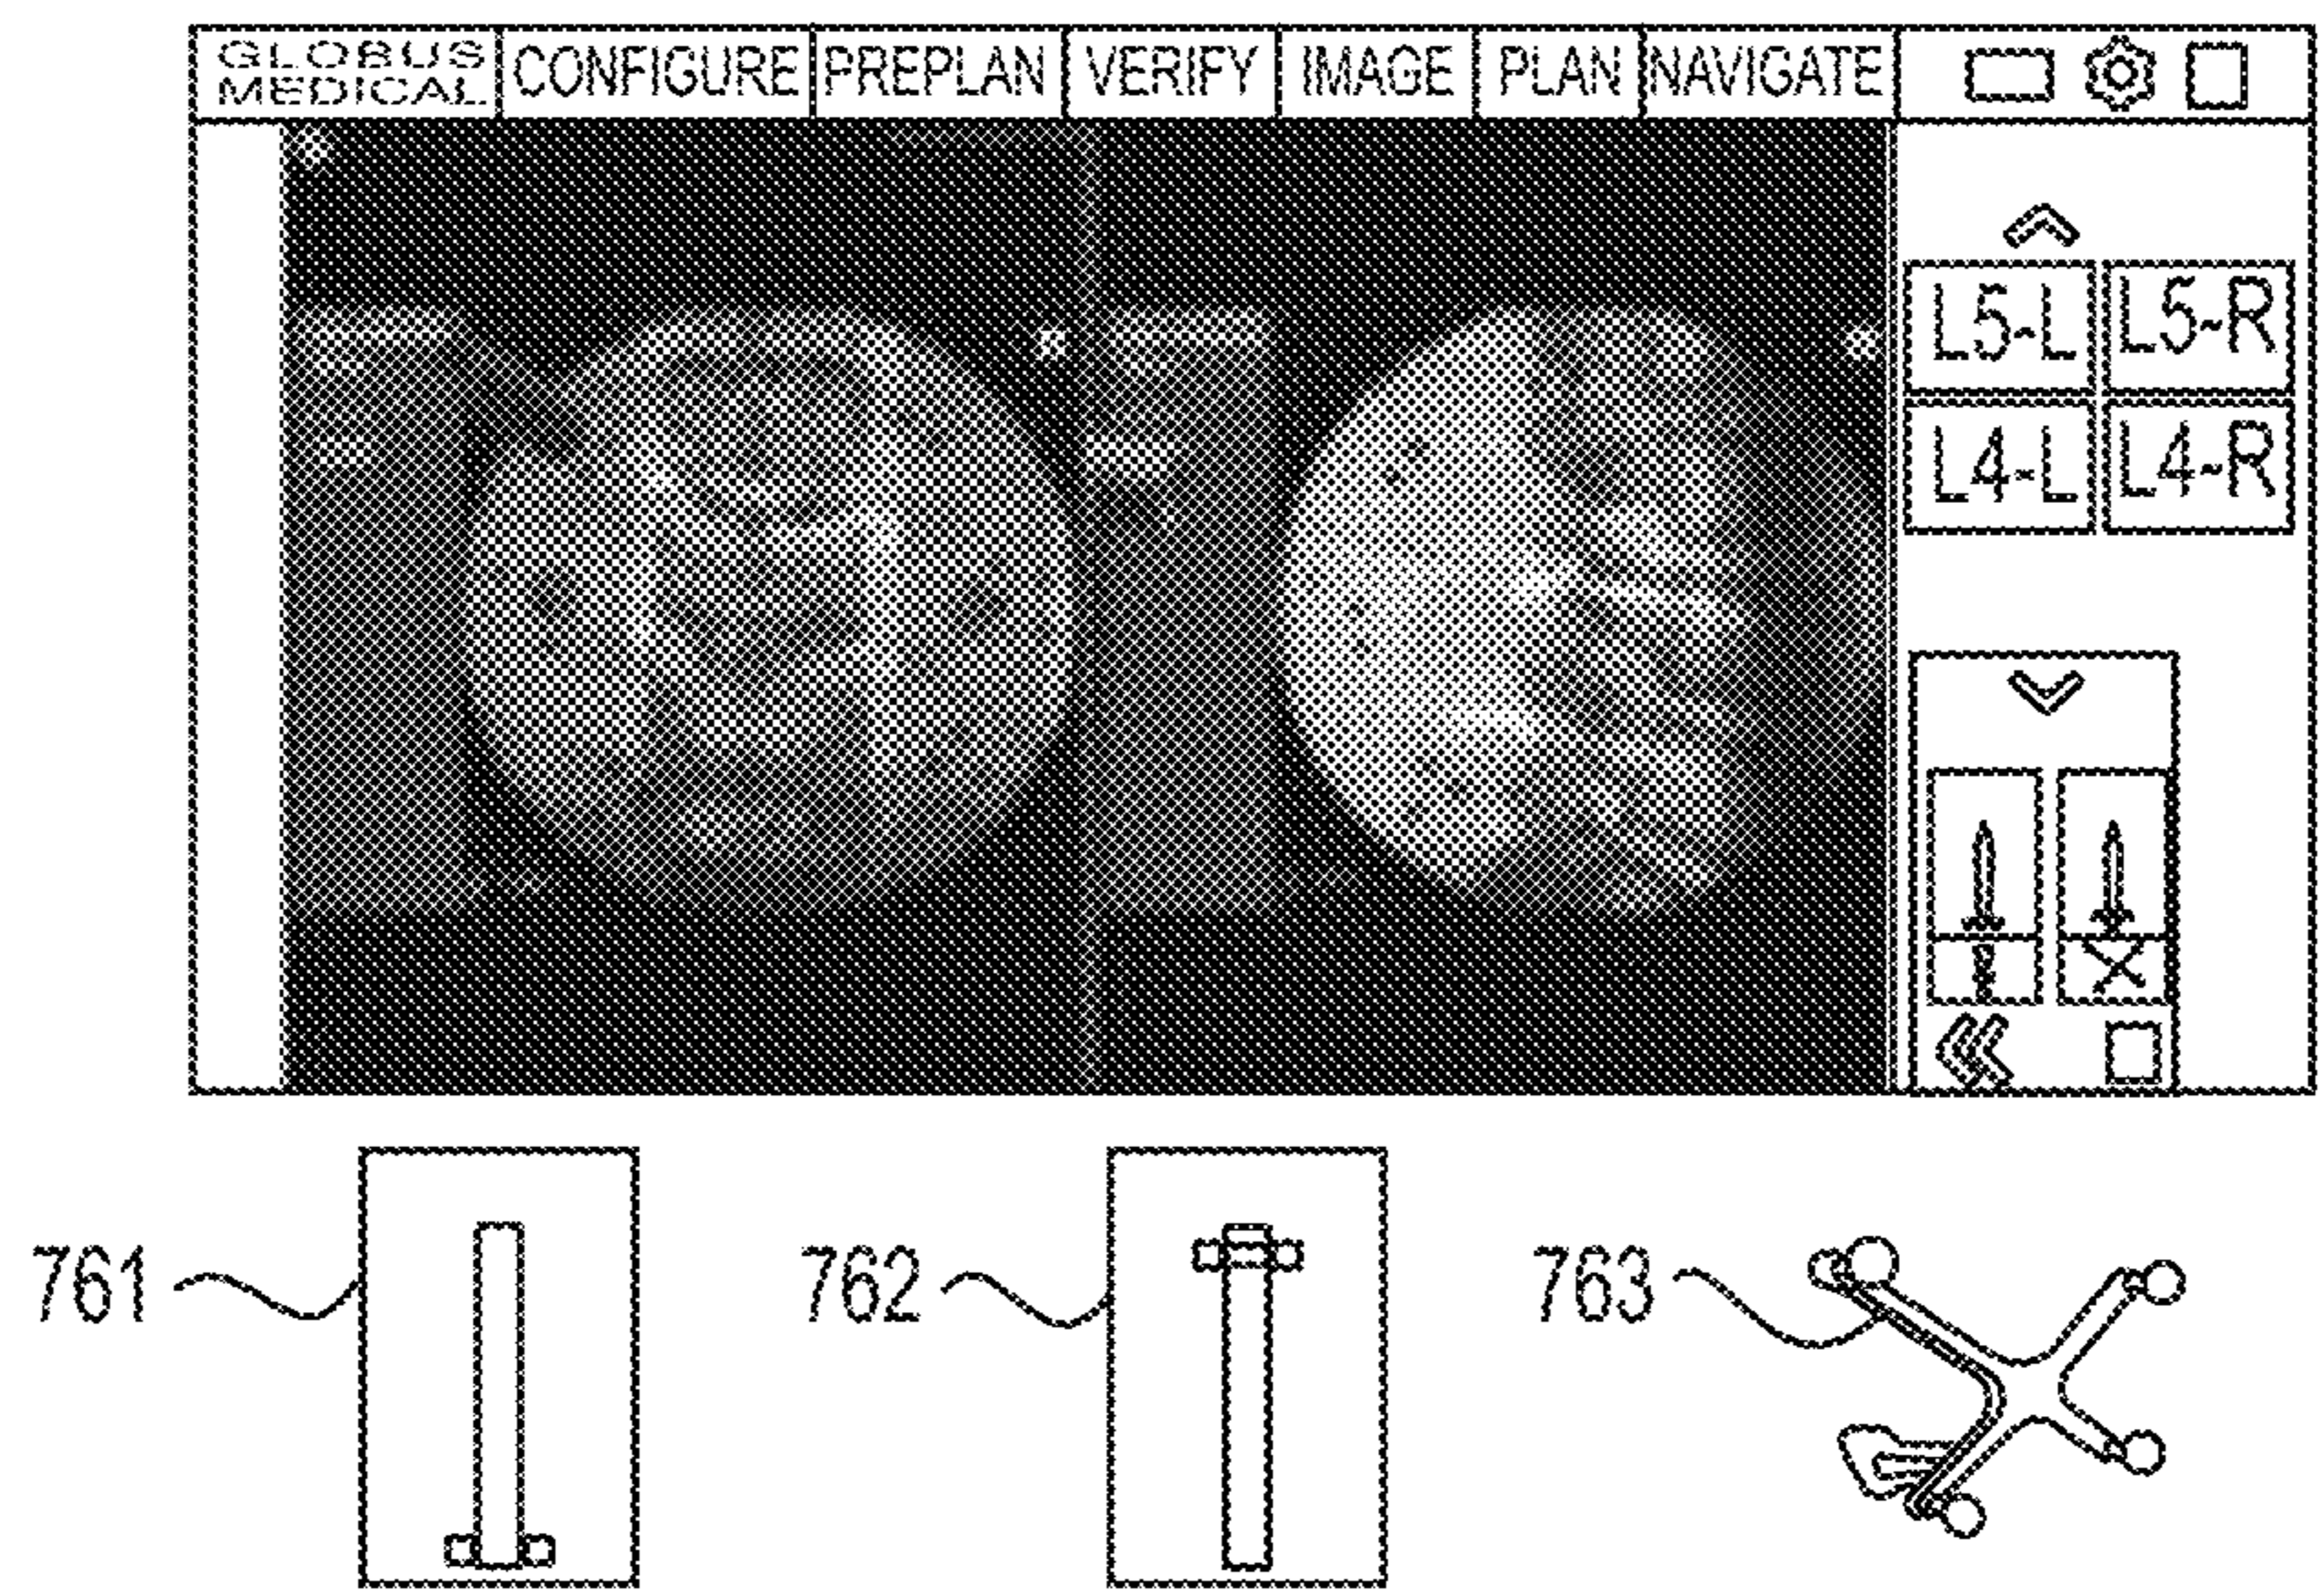 GLOBUS MEDICAL CONFIGURE PREPLAN VERIFY IMAGE PLAN NAVIGATE
L5-L L5-R
L4-L L4-R
761 762 763